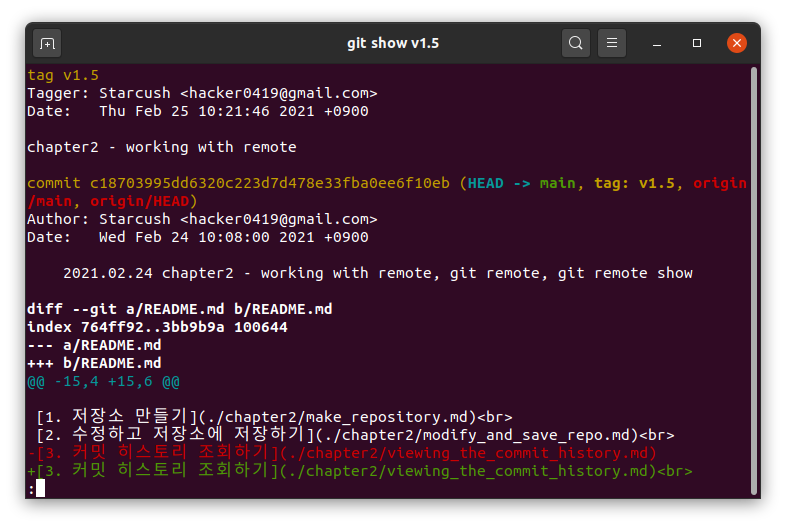 git show v1.5
tag v1.5
Tagger: Starcush <hacker0419@gmail.com>
Date:   Thu Feb 25 10:21:46 2021 +0900
chapter2 - working with remote
commit c18703995dd6320c223d7d478e33fba0ee6f10eb (HEAD -> main, tag: v1.5, origin
/main, origin/HEAD)
Author: Starcush <hacker0419@gmail.com>
Date:   Wed Feb 24 10:08:00 2021 +0900
    2021.02.24 chapter2 - working with remote, git remote, git remote show
diff --git a/README.md b/README.md
index 764ff92..3bb9b9a 100644
--- a/README.md
+++ b/README.md
@@ -15,4 +15,6 @@
 [1. 저장소 만들기](./chapter2/make_repository.md)<br>
 [2. 수정하고 저장소에 저장하기](./chapter2/modify_and_save_repo.md)<br>
-[3. 커밋 히스토리 조회하기](./chapter2/viewing_the_commit_history.md)
+[3. 커밋 히스토리 조회하기](./chapter2/viewing_the_commit_history.md)<br>
: